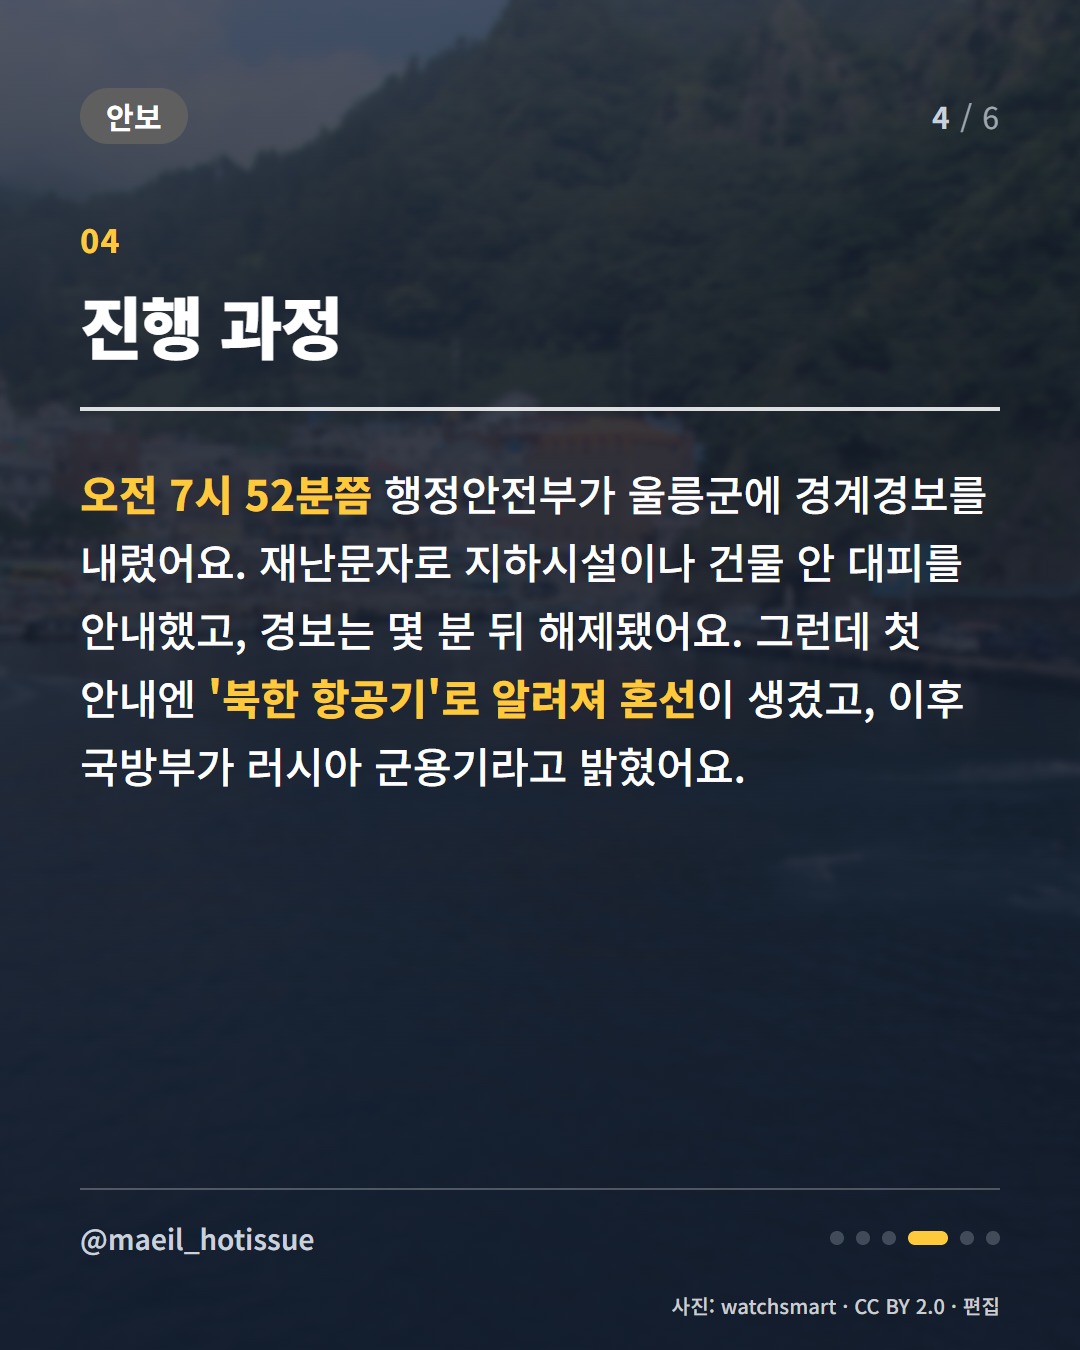 안보
4 / 6
04
진행 과정
오전 7시 52분쯤 행정안전부가 울릉군에 경계경보를
내렸어요. 재난문자로 지하시설이나 건물 안 대피를
안내했고, 경보는 몇 분 뒤 해제됐어요. 그런데 첫
안내엔 '북한 항공기'로 알려져 혼선이 생겼고, 이후
국방부가 러시아 군용기라고 밝혔어요.
@maeil_hotissue
사진: watchsmart · CC BY 2.0 · 편집